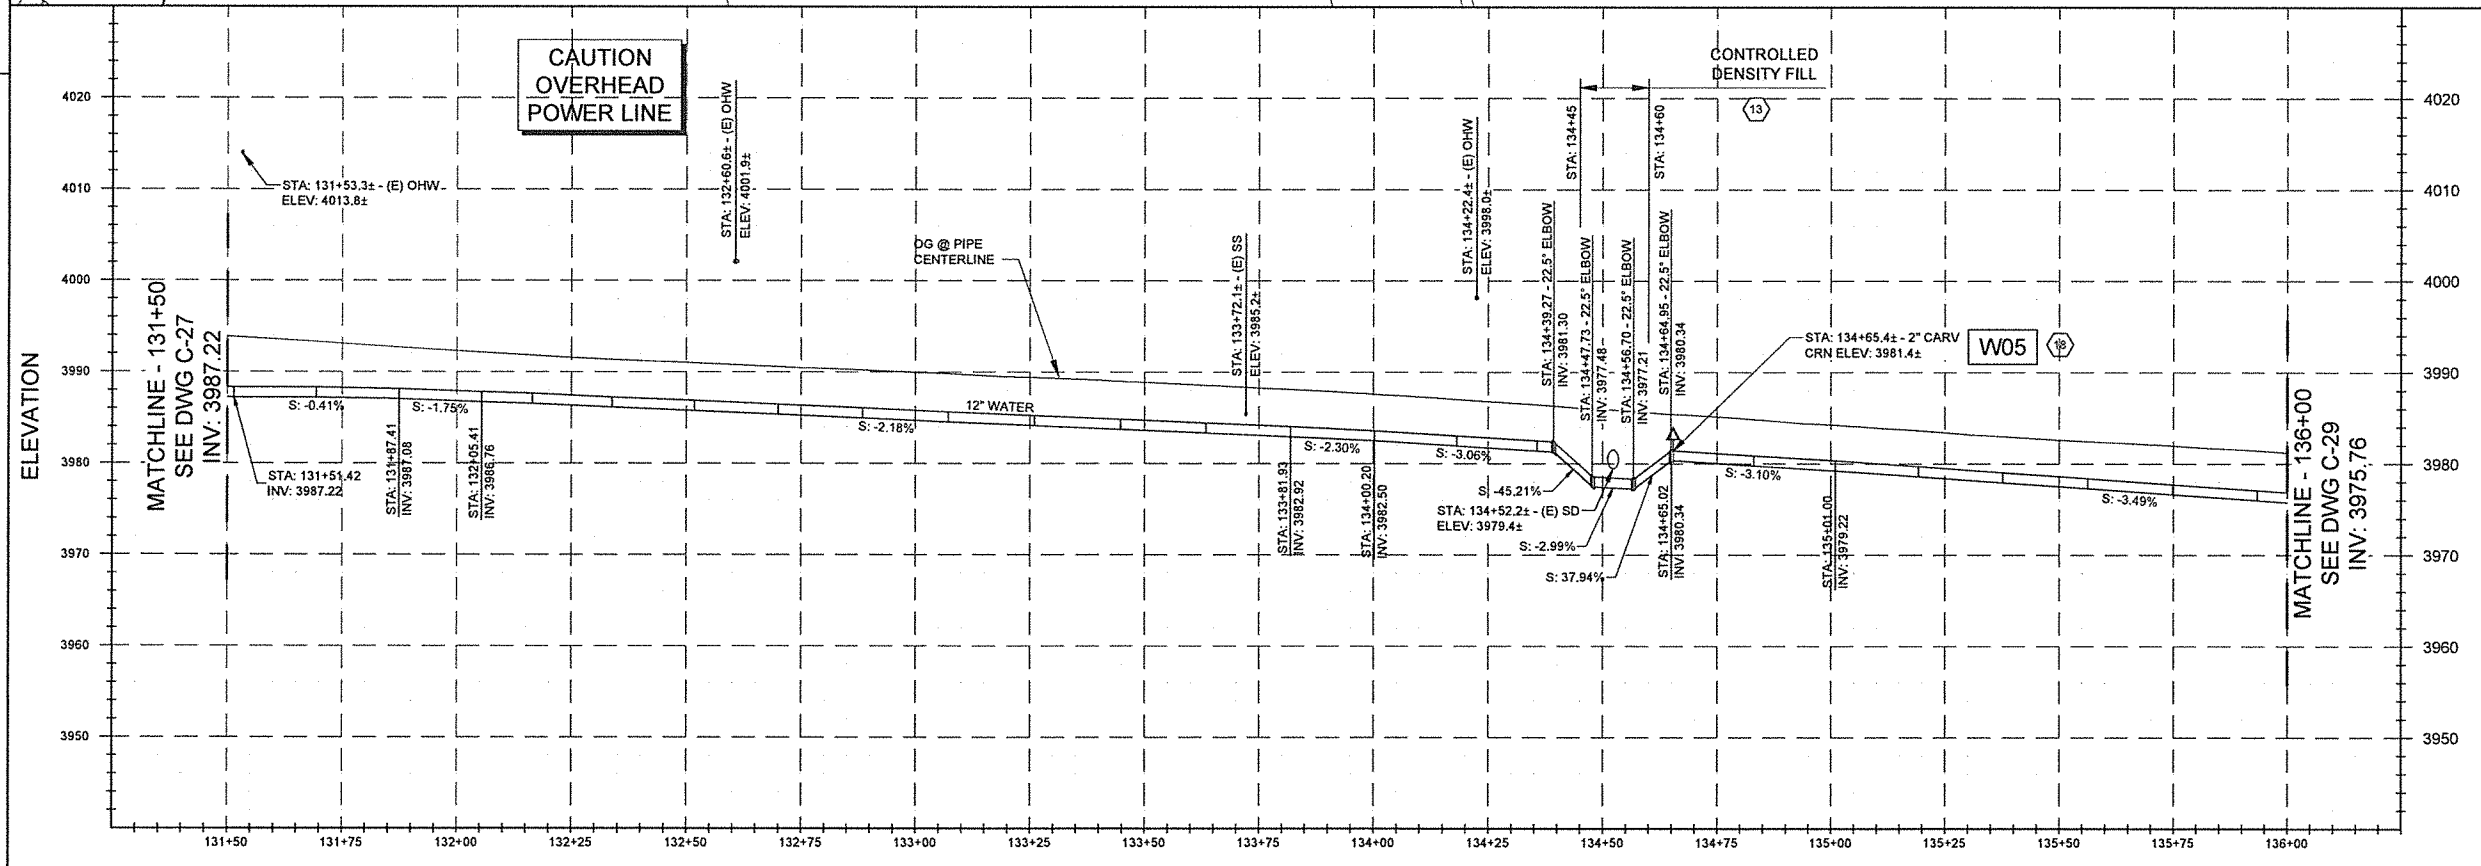 CAUTION
OVERHEAD
POWER LINE
CONTROLLED
DENSITY FILL
13
4020
4010
4000
3990
3980
3970
3960
3950
4020
4010
4000
3990
3980
3970
3960
3950
ELEVATION
MATCHLINE - 131+50
SEE DWG C-27
INV: 3987.22
STA: 131+53.3± - (E) OHW
ELEV: 4013.8±
STA: 132+60.6± - (E) OHW
ELEV: 4001.9±
OG @ PIPE
CENTERLINE
STA: 133+72.1± - (E) SS
ELEV: 3985.2±
STA: 134+22.4± - (E) OHW
ELEV: 3998.0±
STA: 134+45
STA: 134+60
STA: 134+39.27 - 22.5° ELBOW
INV: 3981.30
STA: 134+47.73 - 22.5° ELBOW
INV: 3977.48
STA: 134+56.70 - 22.5° ELBOW
INV: 3977.21
STA: 134+64.95 - 22.5° ELBOW
INV: 3980.34
STA: 134+65.4± - 2" CARV
CRN ELEV: 3981.4±
W05
18
S: -0.41%
S: -1.75%
12" WATER
S: -2.18%
S: -2.30%
S: -3.06%
S: -45.21%
STA: 134+52.2± - (E) SD
ELEV: 3979.4±
S: -2.99%
S: 37.94%
S: -3.10%
S: -3.49%
STA: 131+51.42
INV: 3987.22
STA: 131+87.41
INV: 3987.08
STA: 132+05.41
INV: 3986.76
STA: 133+81.93
INV: 3982.92
STA: 134+00.20
INV: 3982.50
STA: 134+65.02
INV: 3980.34
STA: 135+01.00
INV: 3979.22
MATCHLINE - 136+00
SEE DWG C-29
INV: 3975.76
131+50
131+75
132+00
132+25
132+50
132+75
133+00
133+25
133+50
133+75
134+00
134+25
134+50
134+75
135+00
135+25
135+50
135+75
136+00